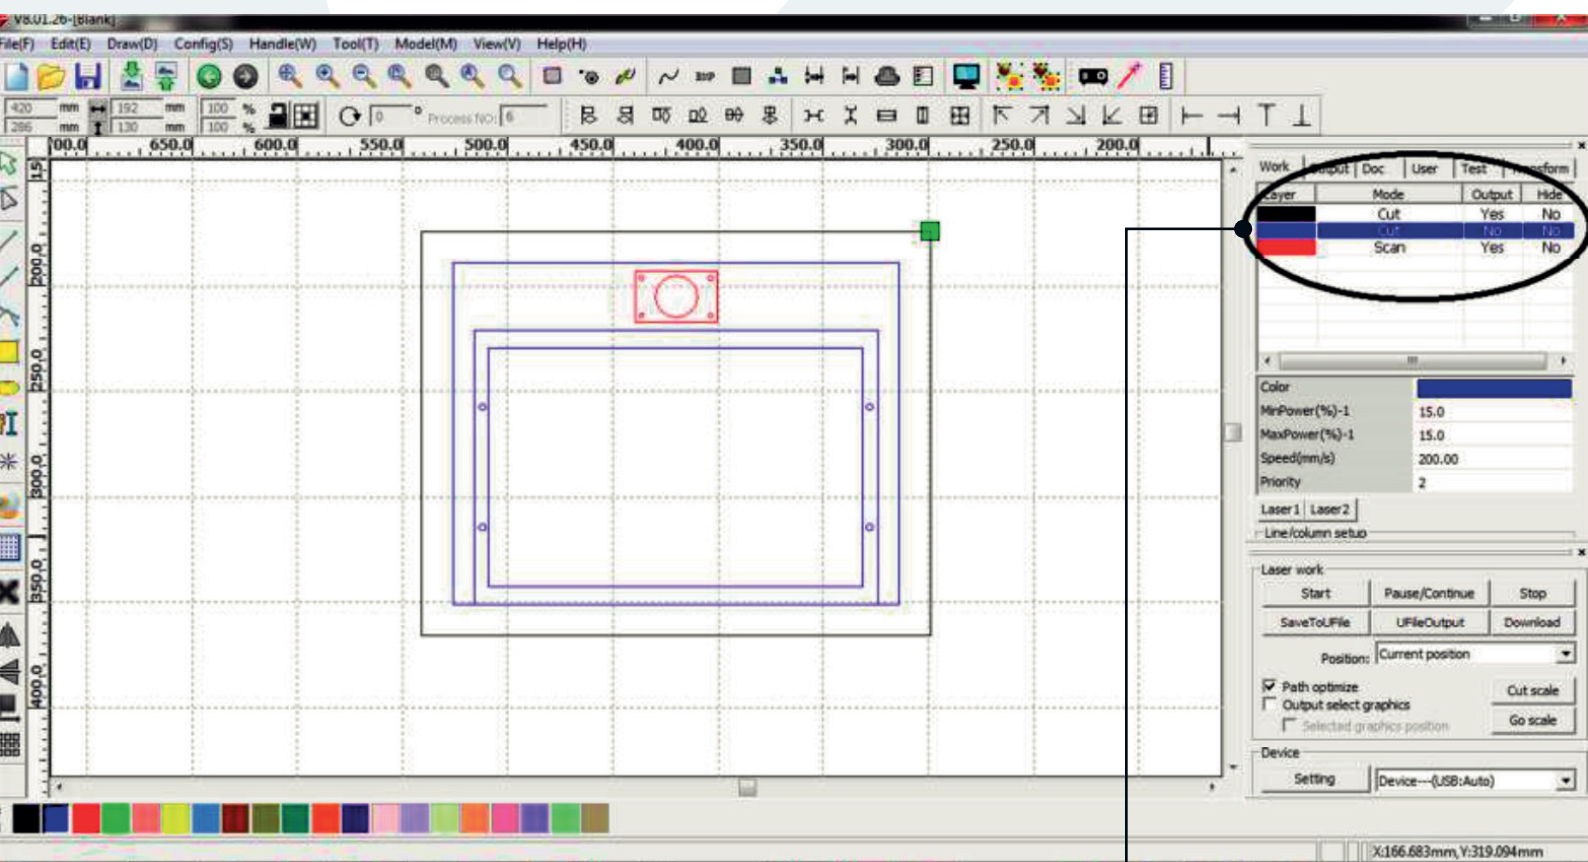 V8.01.26-[Blank]
File(F) Edit(E) Draw(D) Config(S) Handle(W) Tool(T) Model(M) View(V) Help(H)
BMP
420 mm 192 mm 100 %
286 mm 130 mm 100 %
0 ° Process NO: 6
700.0 650.0 600.0 550.0 500.0 450.0 400.0 350.0 300.0 250.0 200.0
200.0
250.0
300.0
350.0
400.0
Work Output Doc User Test Transform
Layer Mode Output Hide
Cut Yes No
Cut No No
Scan Yes No
Color
MinPower(%)-1 15.0
MaxPower(%)-1 15.0
Speed(mm/s) 200.00
Priority 2
Laser1 Laser2
Line/column setup
Laser work
Start Pause/Continue Stop
SaveToUFile UFileOutput Download
Position: Current position
Path optimize
Cut scale
Output select graphics
Selected graphics position
Go scale
Device
Setting Device---(USB:Auto)
X:166.683mm,Y:319.094mm